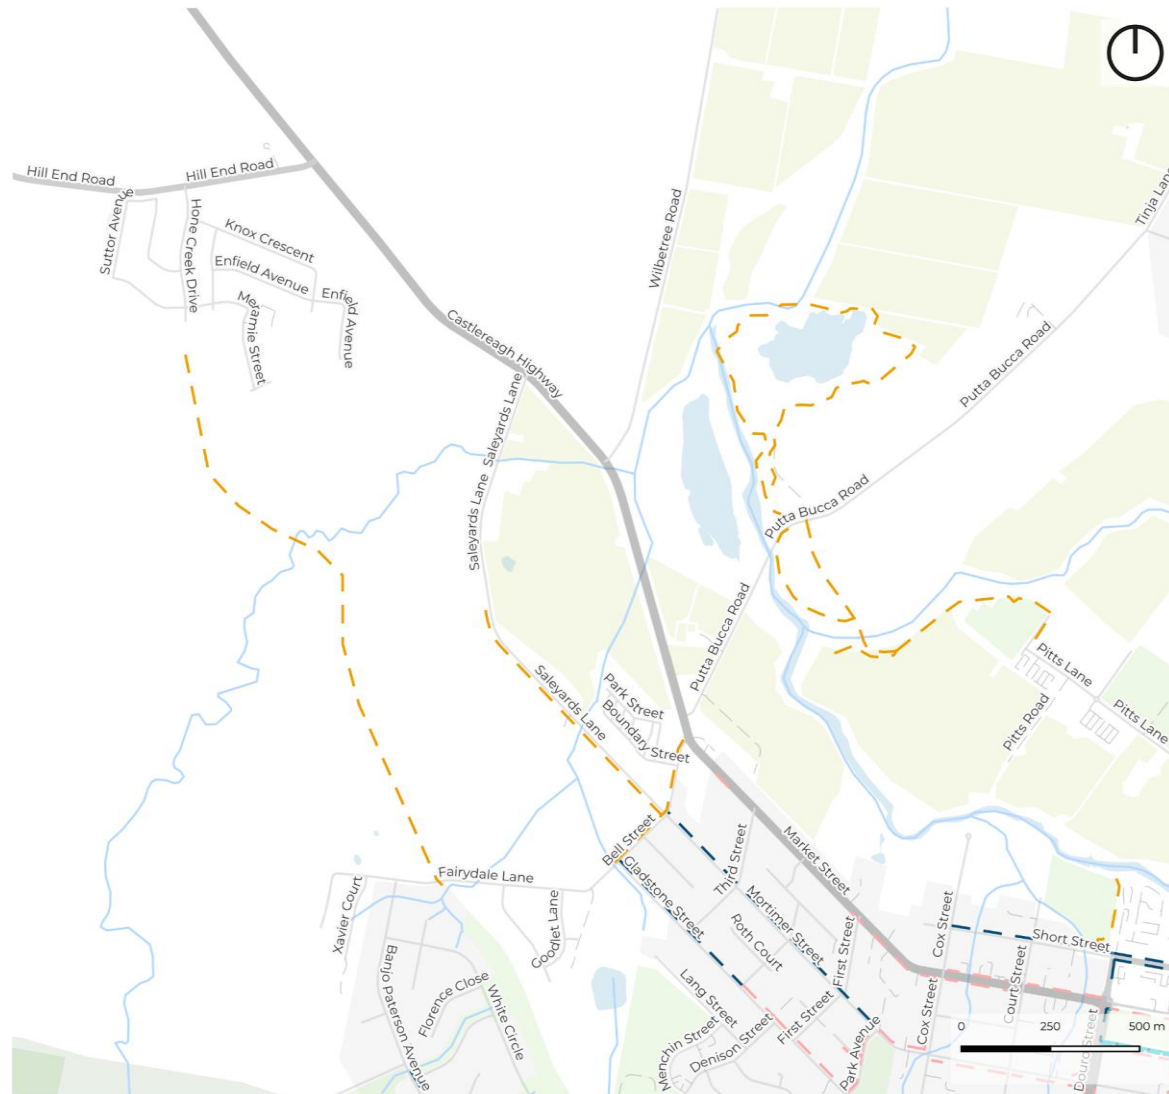 Hill End Road
Hill End Road
Suttor Avenue
Hone Creek Drive
Knox Crescent
Enfield Avenue
Enfield Avenue
Meramie Street
Castlereagh Highway
Wilbetree Road
Tinja Lane
Putta Bucca Road
Saleyards Lane
Saleyards Lane
Putta Bucca Road
Putta Bucca Road
Saleyards Lane
Park Street
Boundary Street
Pitts Lane
Pitts Lane
Pitts Road
Bell Street
Fairydale Lane
Xavier Court
Goodlet Lane
Gladstone Street
Third Street
Market Street
Mortimer Street
Roth Court
First Street
First Street
Cox Street
Cox Street
Short Street
Court Street
Banjo Paterson Avenue
Florence Close
White Circle
Lang Street
Menchin Street
Denison Street
Park Avenue
Douro Street
0 250 500 m